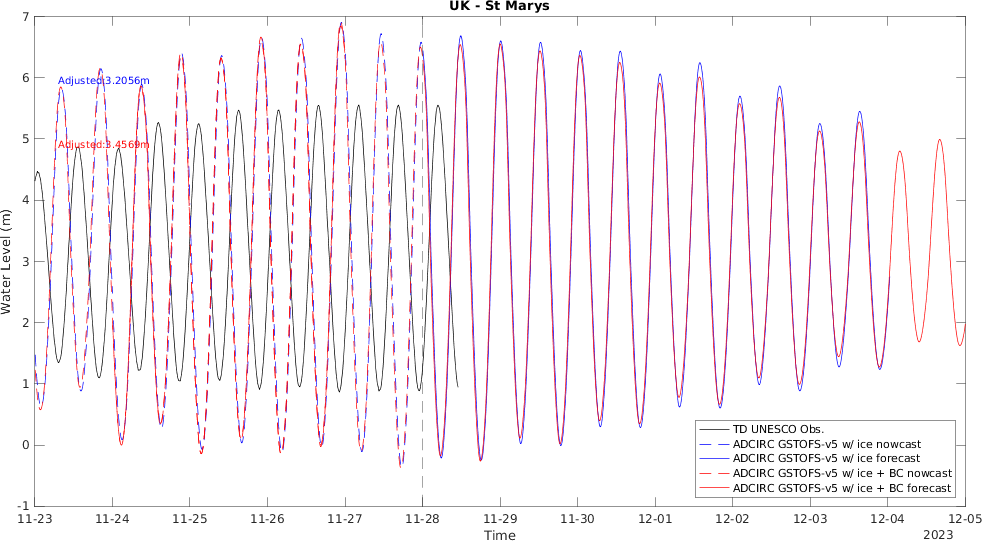 UK - St Marys
7
6
5
4
3
2
1
0
-1
Water Level (m)
Adjusted:3.2056m
Adjusted:3.4569m
TD UNESCO Obs.
ADCIRC GSTOFS-v5 w/ ice nowcast
ADCIRC GSTOFS-v5 w/ ice forecast
ADCIRC GSTOFS-v5 w/ ice + BC nowcast
ADCIRC GSTOFS-v5 w/ ice + BC forecast
11-23 11-24 11-25 11-26 11-27 11-28 11-29 11-30 12-01 12-02 12-03 12-04 12-05
Time
2023